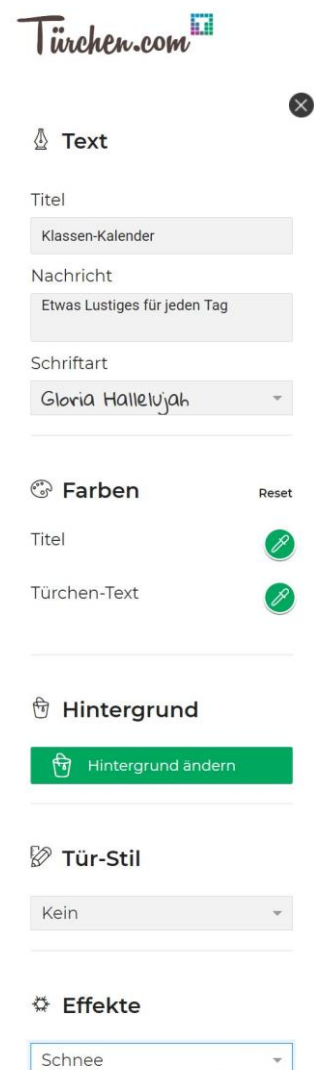 Türchen.com
Text
Titel
Klassen-Kalender
Nachricht
Etwas Lustiges für jeden Tag
Schriftart
Gloria Hallelujah
Farben
Reset
Titel
Türchen-Text
Hintergrund
Hintergrund ändern
Tür-Stil
Kein
Effekte
Schnee